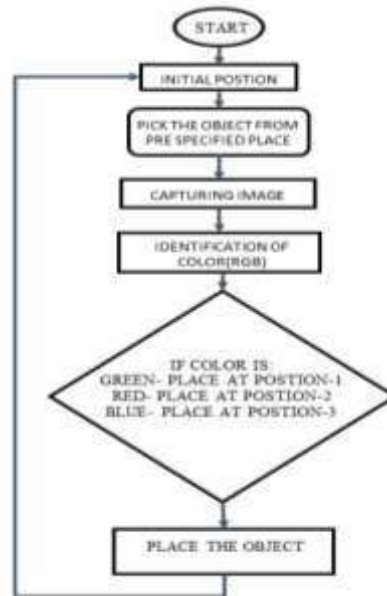 START
INITIAL POSTION
PICK THE OBJECT FROM
PRE SPECIFIED PLACE
CAPTURING IMAGE
IDENTIFICATION OF
COLOR(RGB)
IF COLOR IS:
GREEN- PLACE AT POSTION-1
RED- PLACE AT POSTION-2
BLUE- PLACE AT POSTION-3
PLACE THE OBJECT